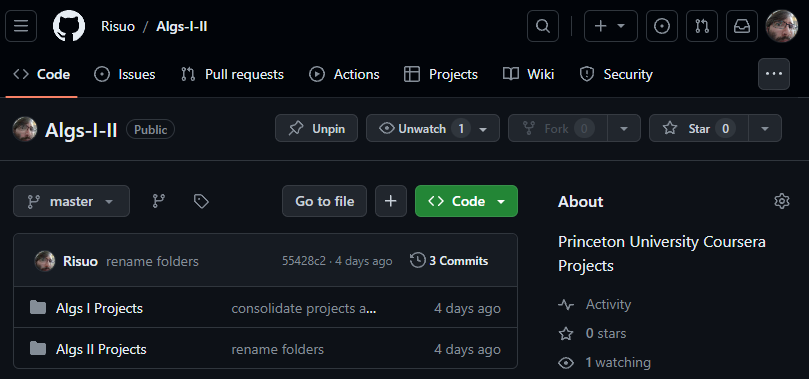 Risuo / Algs-I-II
Code Issues Pull requests Actions Projects Wiki Security
Algs-I-II Public Unpin Unwatch 1 Fork 0 Star 0
master Go to file Code
About
Princeton University Coursera
Projects
Risuo rename folders 55428c2 · 4 days ago 3 Commits
Algs I Projects consolidate projects a... 4 days ago
Algs II Projects rename folders 4 days ago
Activity
0 stars
1 watching